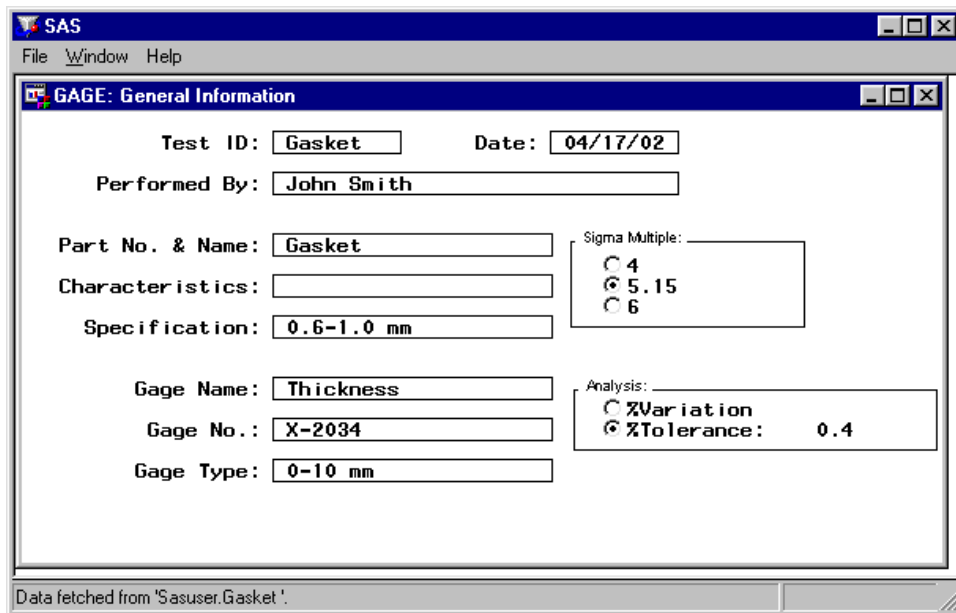 SAS
File Window Help
GAGE: General Information
Test ID: Gasket Date: 04/17/02
Performed By: John Smith
Part No. & Name: Gasket
Characteristics:
Specification: 0.6-1.0 mm
Sigma Multiple:
4
5.15
6
Gage Name: Thickness
Gage No.: X-2034
Gage Type: 0-10 mm
Analysis:
%Variation
%Tolerance: 0.4
Data fetched from 'Sasuser.Gasket '.